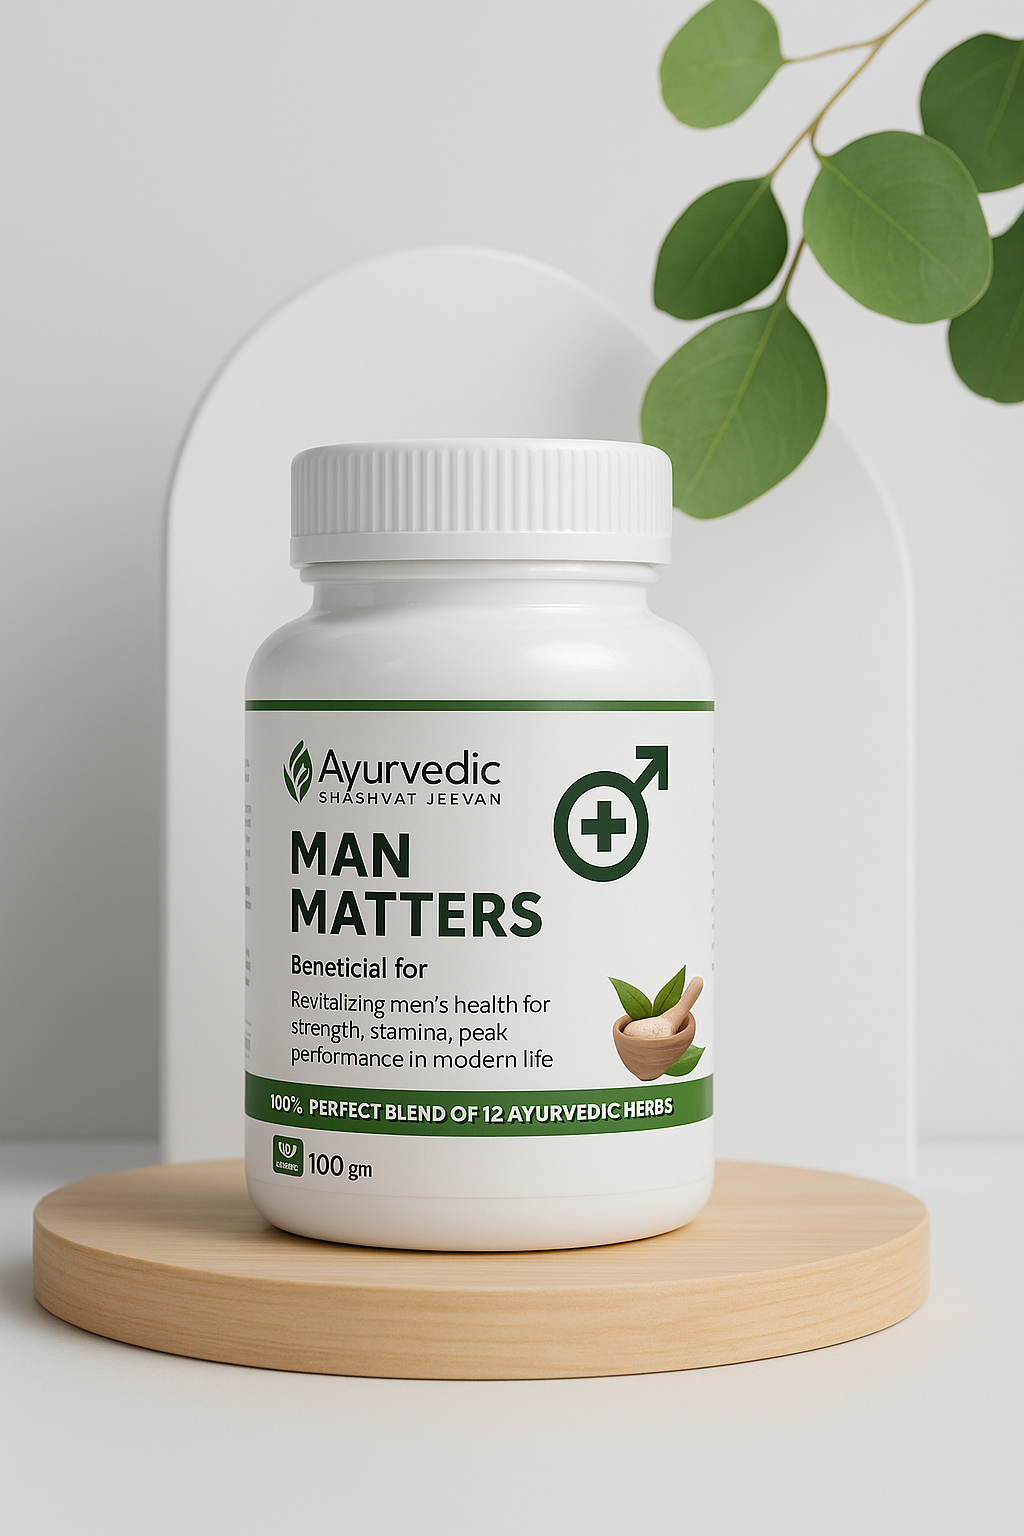 Ayurvedic
SHASHVAT JEEVAN
MAN
MATTERS
Beneticial for
Revitalizing men's health for
strength, stamina, peak
performance in modern life
100% PERFECT BLEND OF 12 AYURVEDIC HERBS
100 gm